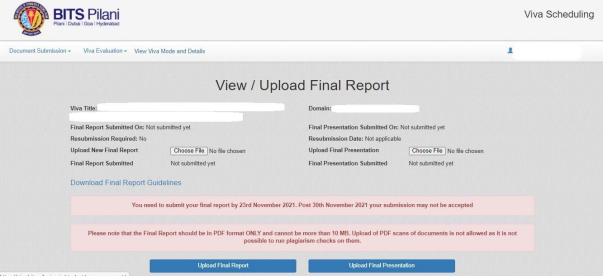 BITS Pilani
Pilani | Dubai | Goa | Hyderabad
Viva Scheduling
Document Submission
Viva Evaluation
View Viva Mode and Details
View / Upload Final Report
Viva Title:
Domain:
Final Report Submitted On: Not submitted yet
Final Presentation Submitted On: Not submitted yet
Resubmission Required: No
Resubmission Date: Not applicable
Upload New Final Report Choose File No file chosen
Upload Final Presentation Choose File No file chosen
Final Report Submitted Not submitted yet
Final Presentation Submitted Not submitted yet
Download Final Report Guidelines
You need to submit your final report by 23rd November 2021. Post 30th November 2021 your submission may not be accepted
Please note that the Final Report should be in PDF format ONLY and cannot be more than 10 MB. Upload of PDF scans of documents is not allowed as it is not
possible to run plagiarism checks on them.
Upload Final Report
Upload Final Presentation